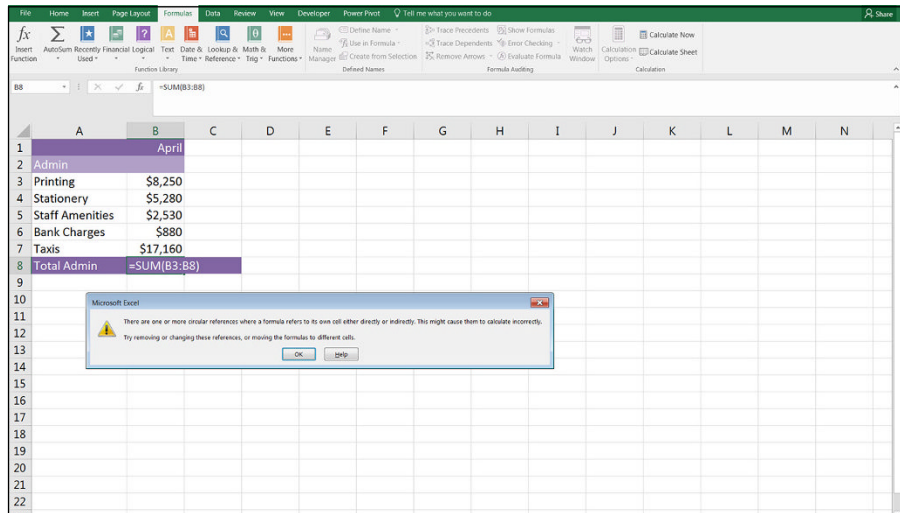 File Home Insert Page Layout Formulas Data Review View Developer Power Pivot Tell me what you want to do Share
fx Insert Function
AutoSum
Recently Used
Financial
Logical
Text
Date & Time
Lookup & Reference
Math & Trig
More Functions
Function Library
Name Manager
Define Name
Use in Formula
Create from Selection
Defined Names
Trace Precedents
Trace Dependents
Remove Arrows
Show Formulas
Error Checking
Evaluate Formula
Watch Window
Formula Auditing
Calculation Options
Calculate Now
Calculate Sheet
Calculation
B8 fx =SUM(B3:B8)
A B C D E F G H I J K L M N
1 April
2 Admin
3 Printing $8,250
4 Stationery $5,280
5 Staff Amenities $2,530
6 Bank Charges $880
7 Taxis $17,160
8 Total Admin =SUM(B3:B8)
9
10
Microsoft Excel
11
There are one or more circular references where a formula refers to its own cell either directly or indirectly. This might cause them to calculate incorrectly.
12
Try removing or changing these references, or moving the formulas to different cells.
13
OK Help
14
15
16
17
18
19
20
21
22